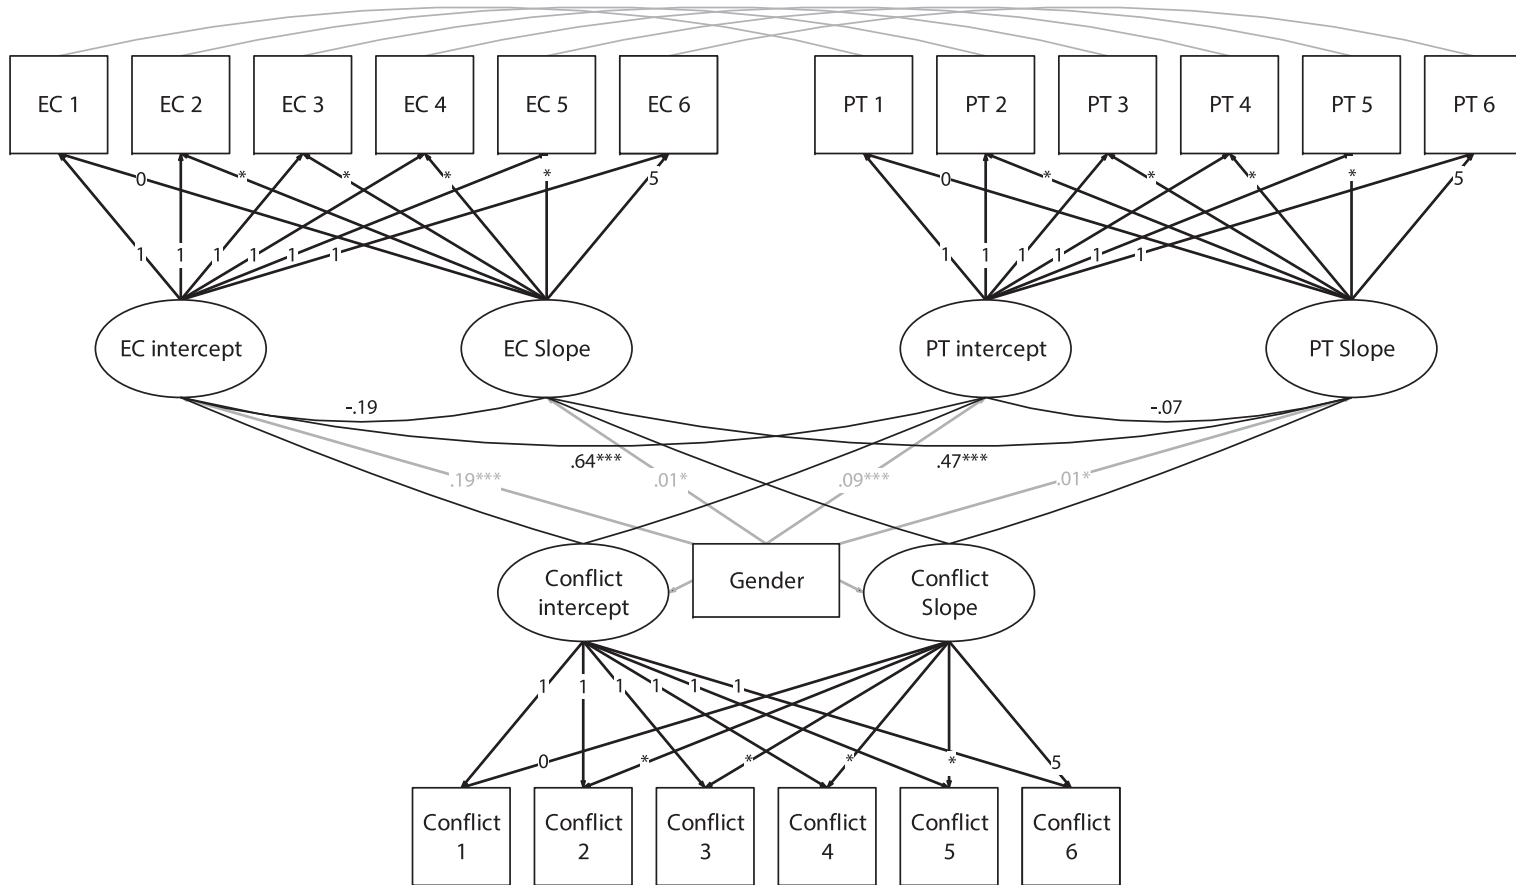 EC 1 EC 2 EC 3 EC 4 EC 5 EC 6 PT 1 PT 2 PT 3 PT 4 PT 5 PT 6
0 * * * * 5 0 * * * * 5
1 1 1 1 1 1 1 1 1 1 1 1
EC intercept EC Slope PT intercept PT Slope
-.19 -.07
.64*** .47***
.19*** .01* .09*** .01*
Conflict
intercept
Gender
Conflict
Slope
1 1 1 1 1 1
0 * * * * 5
Conflict
1
Conflict
2
Conflict
3
Conflict
4
Conflict
5
Conflict
6